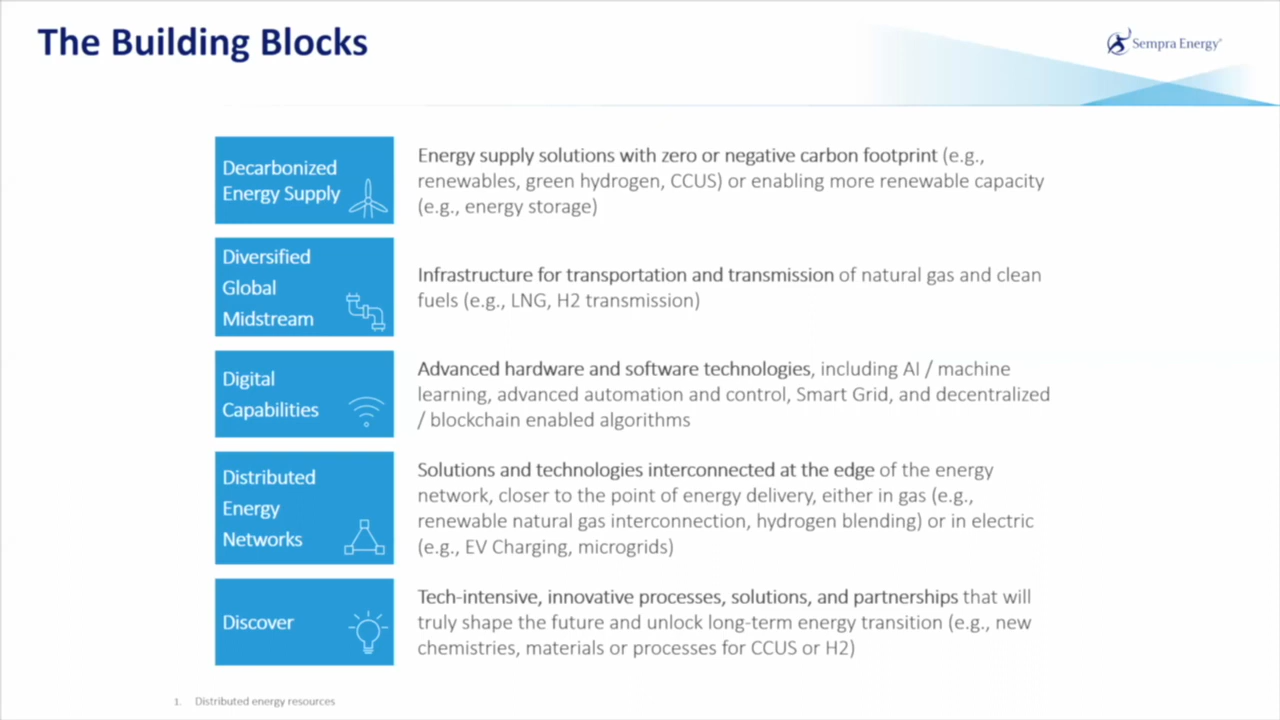 The Building Blocks
Sempra Energy®
Decarbonized
Energy Supply
Energy supply solutions with zero or negative carbon footprint (e.g.,
renewables, green hydrogen, CCUS) or enabling more renewable capacity
(e.g., energy storage)
Diversified
Global
Midstream
Infrastructure for transportation and transmission of natural gas and clean
fuels (e.g., LNG, H2 transmission)
Digital
Capabilities
Advanced hardware and software technologies, including AI / machine
learning, advanced automation and control, Smart Grid, and decentralized
/ blockchain enabled algorithms
Distributed
Energy
Networks
Solutions and technologies interconnected at the edge of the energy
network, closer to the point of energy delivery, either in gas (e.g.,
renewable natural gas interconnection, hydrogen blending) or in electric
(e.g., EV Charging, microgrids)
Discover
Tech-intensive, innovative processes, solutions, and partnerships that will
truly shape the future and unlock long-term energy transition (e.g., new
chemistries, materials or processes for CCUS or H2)
1. Distributed energy resources